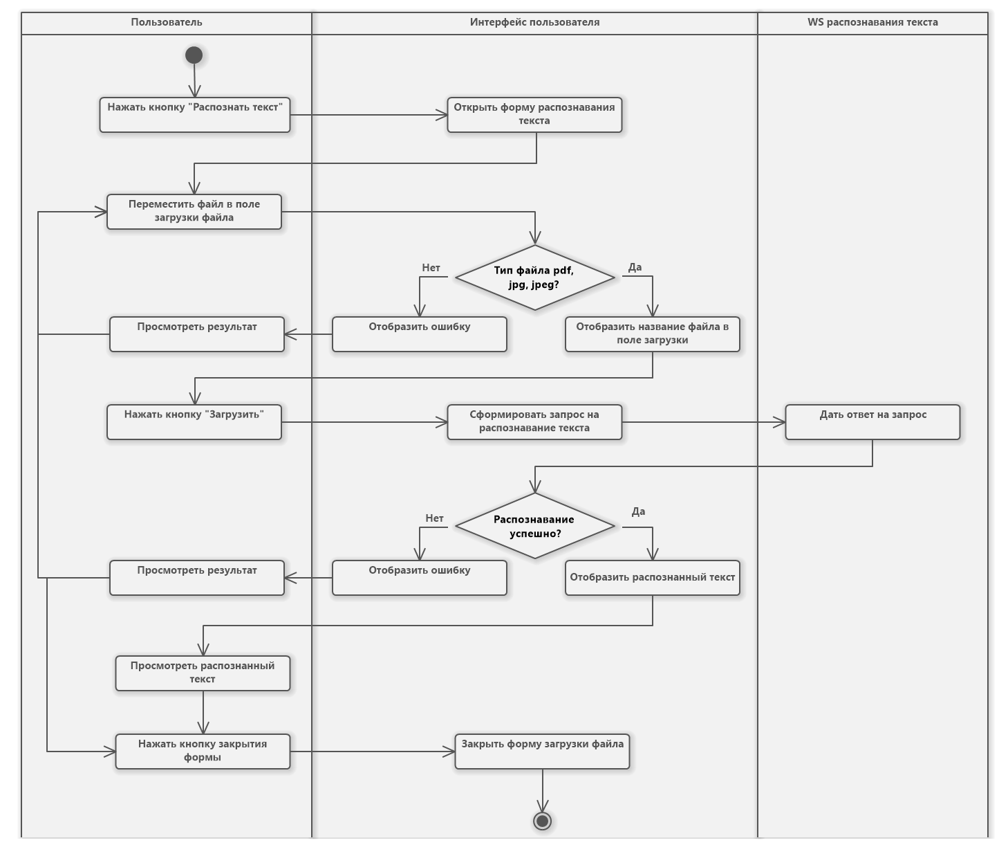 Пользователь
Интерфейс пользователя
WS распознавания текста
Нажать кнопку "Распознать текст"
Открыть форму распознавания
текста
Переместить файл в поле
загрузки файла
Тип файла pdf,
jpg, jpeg?
Нет
Да
Просмотреть результат
Отобразить ошибку
Отобразить название файла в
поле загрузки
Нажать кнопку "Загрузить"
Сформировать запрос на
распознавание текста
Дать ответ на запрос
Распознавание
успешно?
Нет
Да
Просмотреть результат
Отобразить ошибку
Отобразить распознанный текст
Просмотреть распознанный
текст
Нажать кнопку закрытия
формы
Закрыть форму загрузки файла